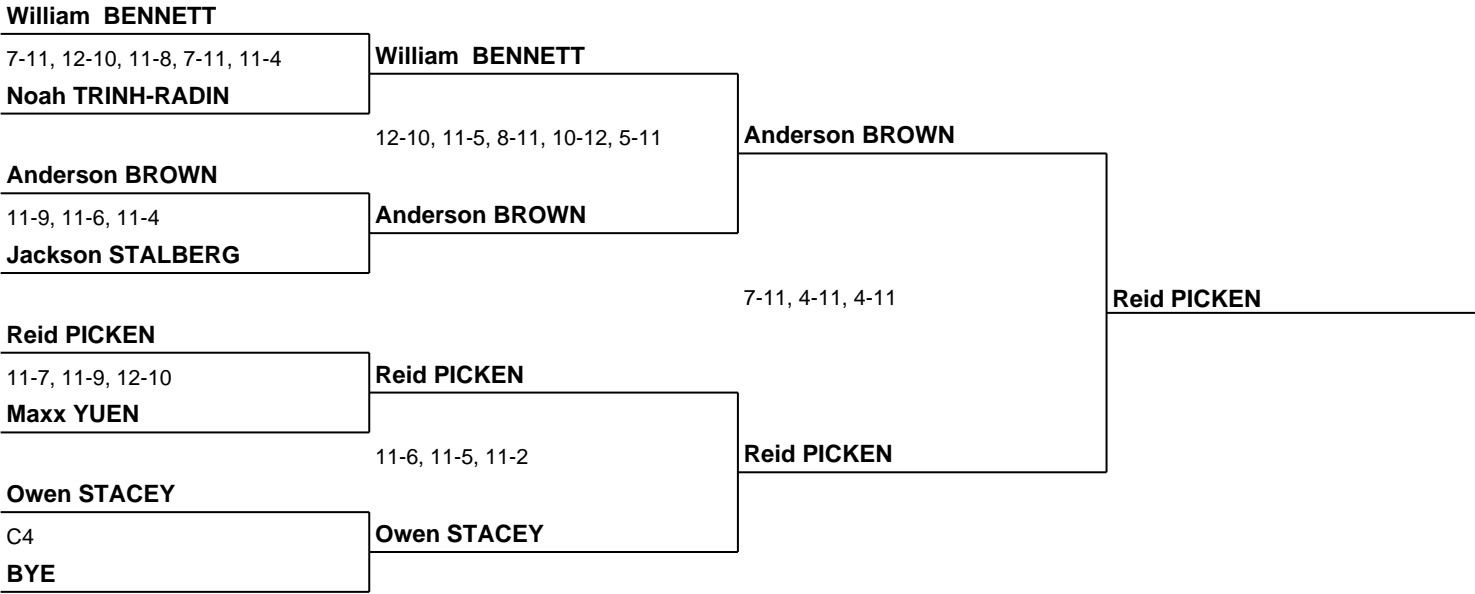 William  BENNETT
7-11, 12-10, 11-8, 7-11, 11-4
Noah TRINH-RADIN
William  BENNETT
12-10, 11-5, 8-11, 10-12, 5-11
Anderson BROWN
Anderson BROWN
11-9, 11-6, 11-4
Jackson STALBERG
Anderson BROWN
7-11, 4-11, 4-11
Reid PICKEN
Reid PICKEN
11-7, 11-9, 12-10
Maxx YUEN
Reid PICKEN
11-6, 11-5, 11-2
Reid PICKEN
Owen STACEY
C4
BYE
Owen STACEY